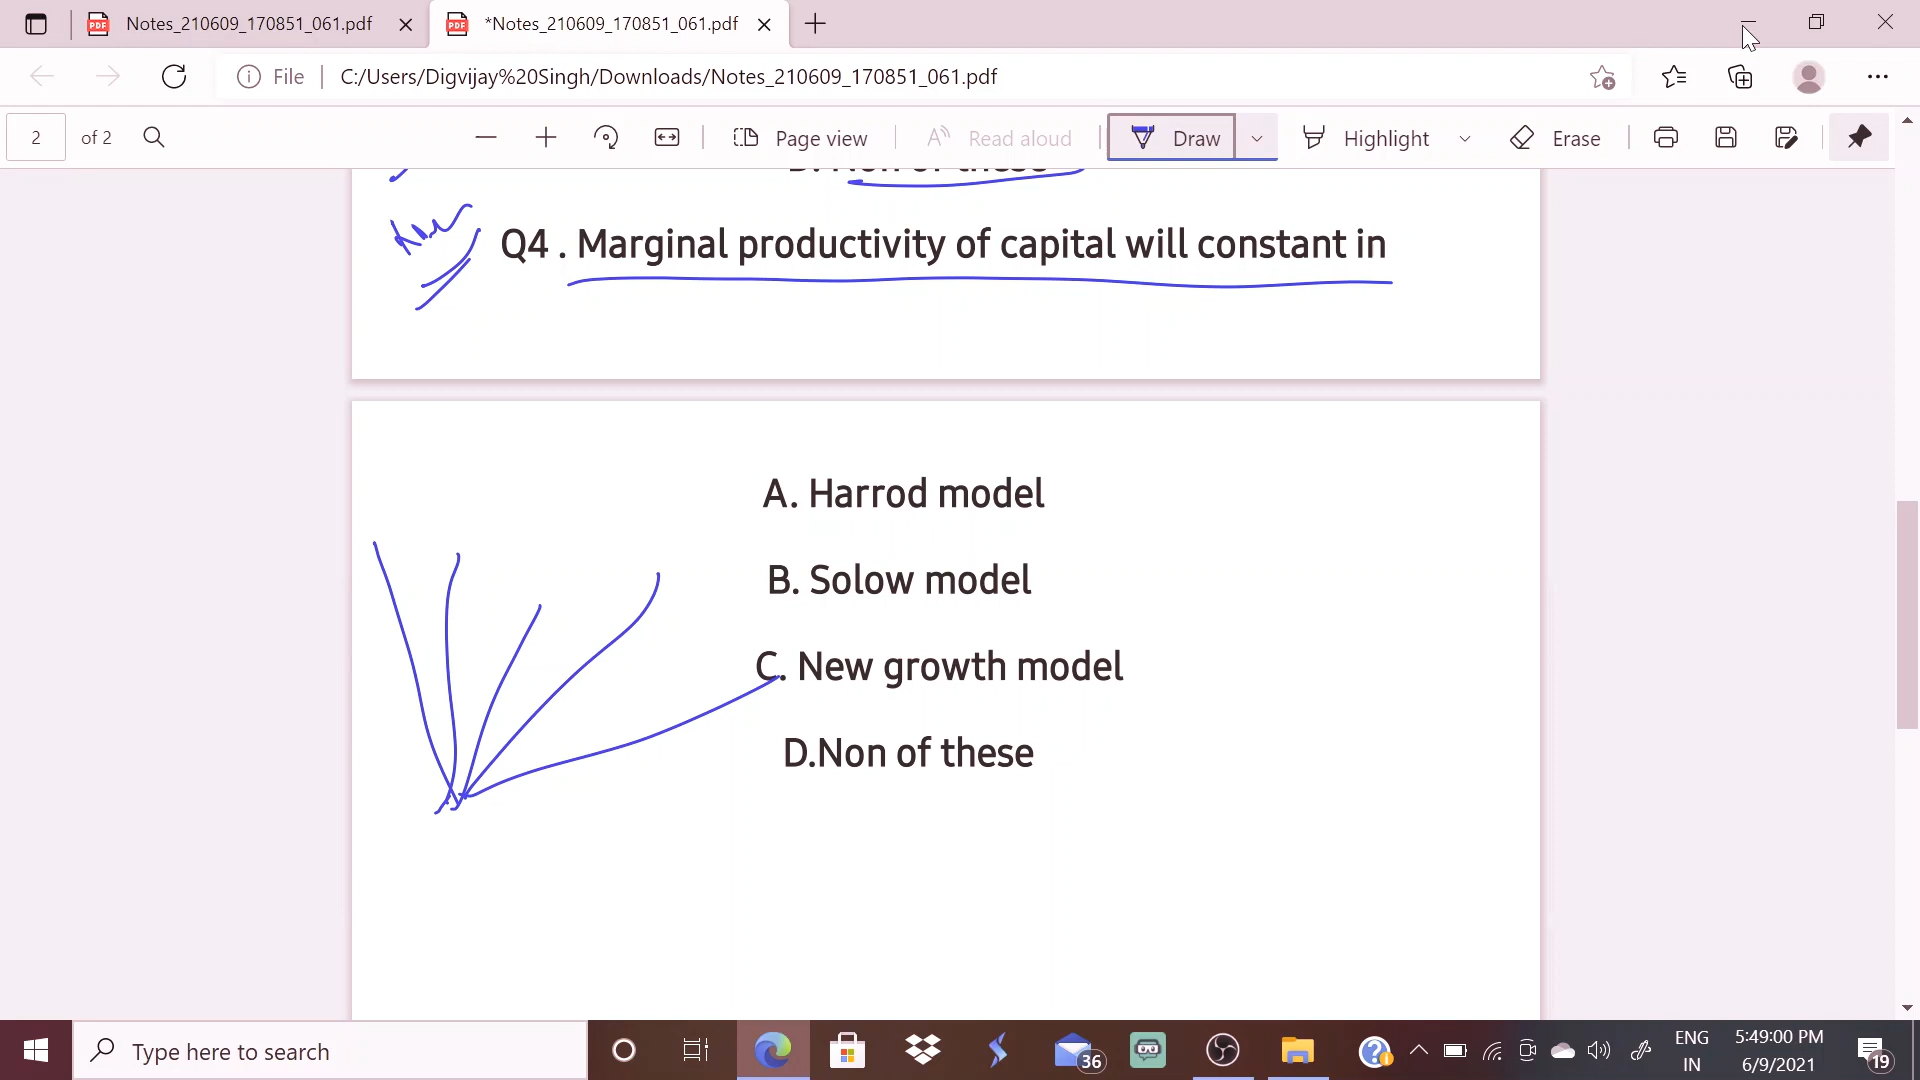 Notes_210609_170851_061.pdf
*Notes_210609_170851_061.pdf
File
C:/Users/Digvijay%20Singh/Downloads/Notes_210609_170851_061.pdf
2 of 2
Page view
Read aloud
Draw
Highlight
Erase
Q4 . Marginal productivity of capital will constant in
A. Harrod model
B. Solow model
C. New growth model
D.Non of these
Type here to search
36
ENG
IN
5:49:00 PM
6/9/2021
19